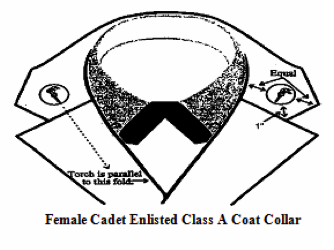 Equal
1"
Torch is parallel
to this fold.
Female Cadet Enlisted Class A Coat Collar